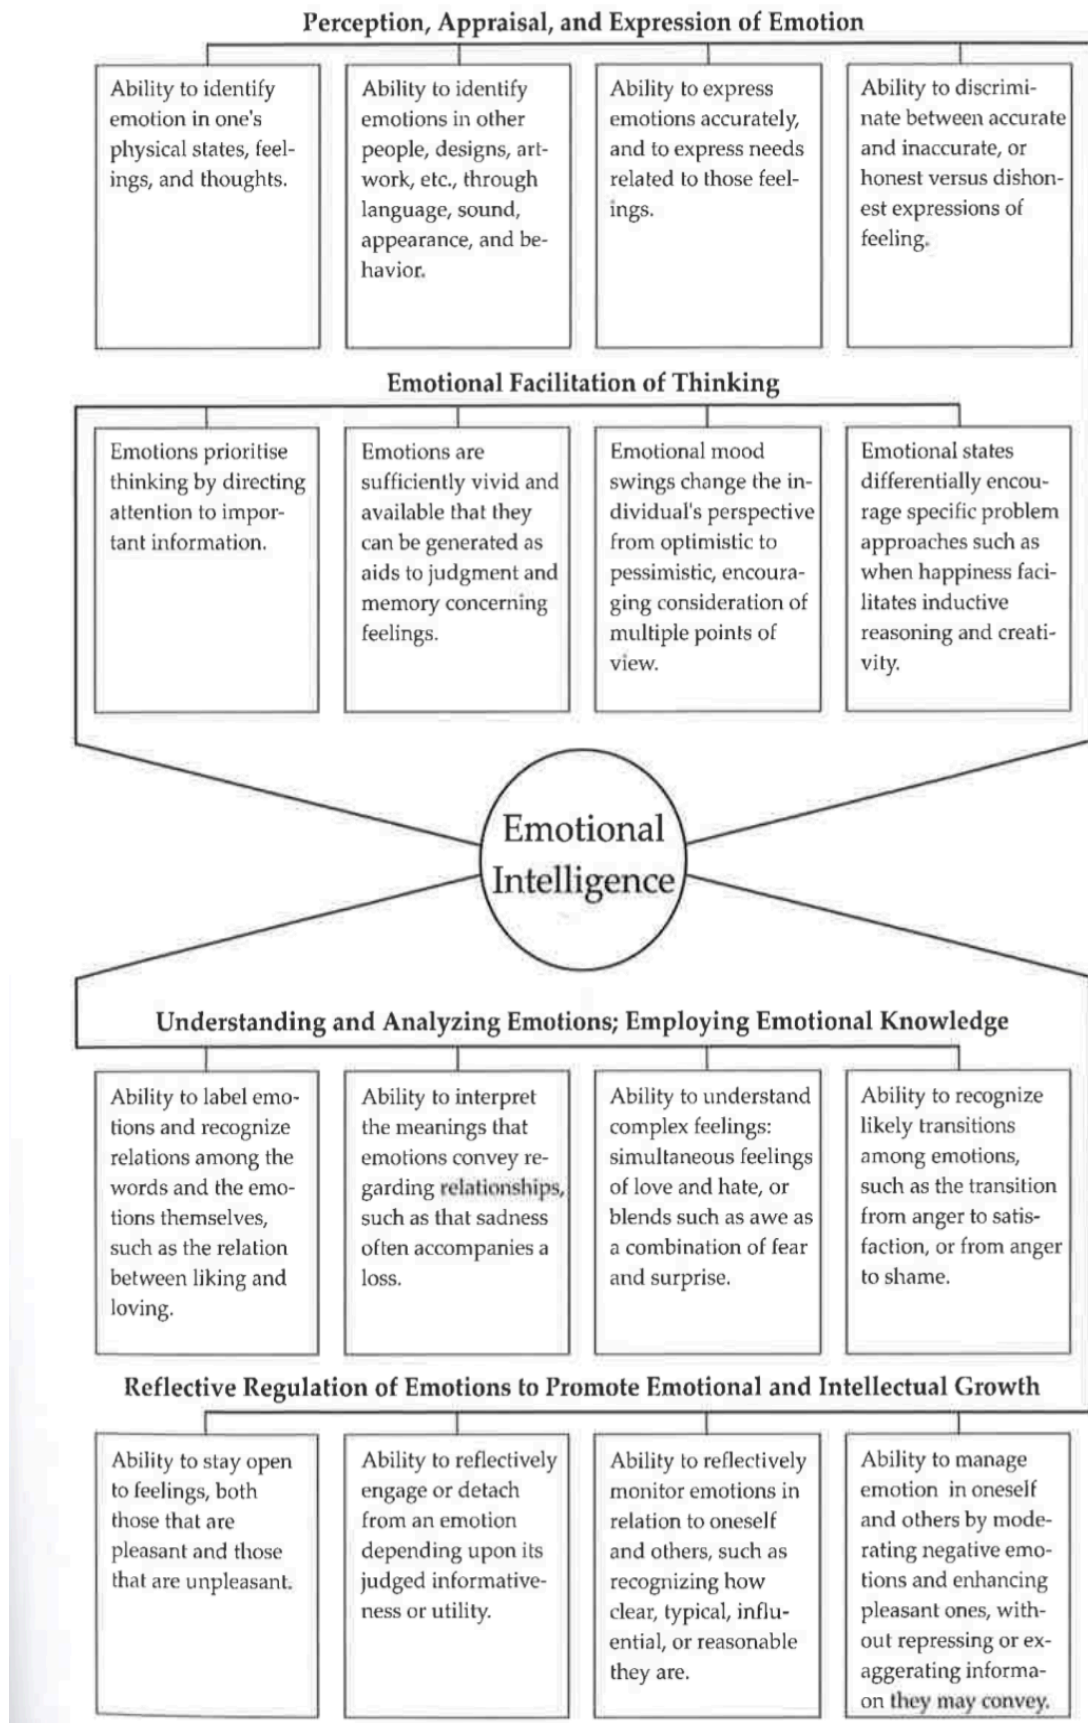 Perception, Appraisal, and Expression of Emotion
Ability to identify
emotion in one's
physical states, feel-
ings, and thoughts.
Ability to identify
emotions in other
people, designs, art-
work, etc., through
language, sound,
appearance, and be-
havior.
Ability to express
emotions accurately,
and to express needs
related to those feel-
ings.
Ability to discrimi-
nate between accurate
and inaccurate, or
honest versus dishon-
est expressions of
feeling.
Emotional Facilitation of Thinking
Emotions prioritise
thinking by directing
attention to impor-
tant information.
Emotions are
sufficiently vivid and
available that they
can be generated as
aids to judgment and
memory concerning
feelings.
Emotional mood
swings change the in-
dividual's perspective
from optimistic to
pessimistic, encoura-
ging consideration of
multiple points of
view.
Emotional states
differentially encou-
rage specific problem
approaches such as
when happiness faci-
litates inductive
reasoning and creati-
vity.
Emotional
Intelligence
Understanding and Analyzing Emotions; Employing Emotional Knowledge
Ability to label emo-
tions and recognize
relations among the
words and the emo-
tions themselves,
such as the relation
between liking and
loving.
Ability to interpret
the meanings that
emotions convey re-
garding relationships,
such as that sadness
often accompanies a
loss.
Ability to understand
complex feelings:
simultaneous feelings
of love and hate, or
blends such as awe as
a combination of fear
and surprise.
Ability to recognize
likely transitions
among emotions,
such as the transition
from anger to satis-
faction, or from anger
to shame.
Reflective Regulation of Emotions to Promote Emotional and Intellectual Growth
Ability to stay open
to feelings, both
those that are
pleasant and those
that are unpleasant.
Ability to reflectively
engage or detach
from an emotion
depending upon its
judged informative-
ness or utility.
Ability to reflectively
monitor emotions in
relation to oneself
and others, such as
recognizing how
clear, typical, influ-
ential, or reasonable
they are.
Ability to manage
emotion in oneself
and others by mode-
rating negative emo-
tions and enhancing
pleasant ones, with-
out repressing or ex-
aggerating informa-
on they may convey.